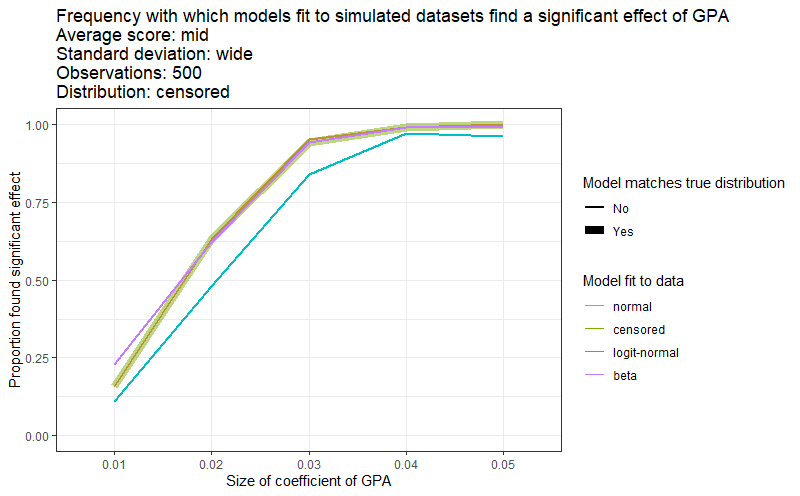 Frequency with which models fit to simulated datasets find a significant effect of GPA
Average score: mid
Standard deviation: wide
Observations: 500
Distribution: censored
Proportion found significant effect
1.00
0.75
0.50
0.25
0.00
0.01
0.02
0.03
0.04
0.05
Size of coefficient of GPA
Model matches true distribution
No
Yes
Model fit to data
normal
censored
logit-normal
beta